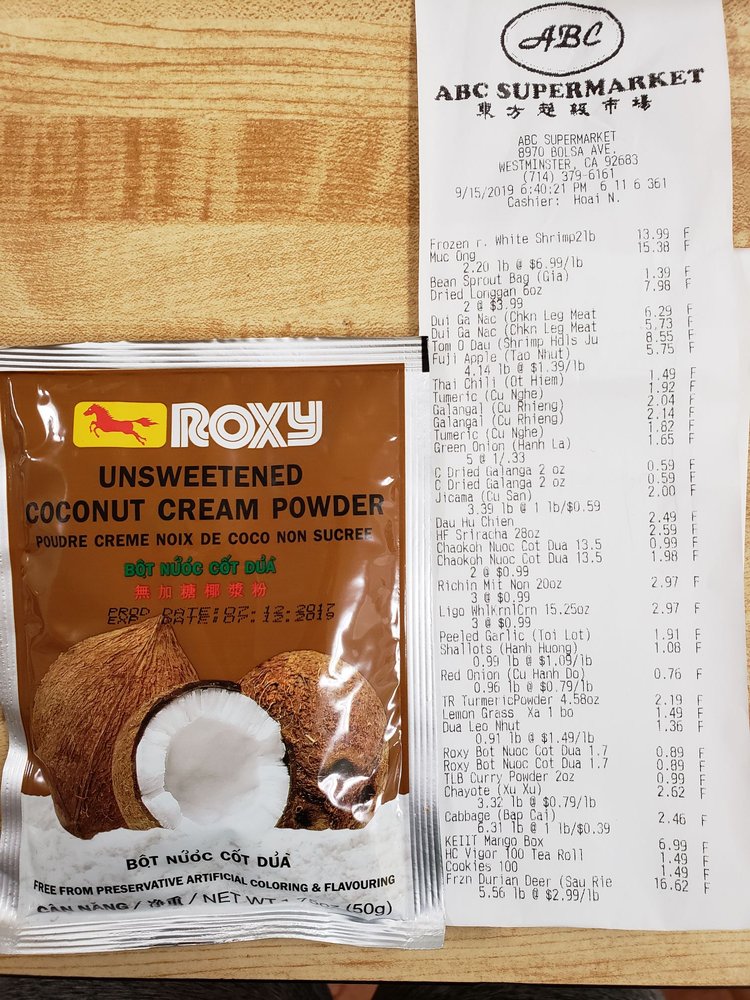 ROXY
UNSWEETENED
COCONUT CREAM POWDER
POUDRE CREME NOIX DE COCO NON SUCREE
BỘT NƯỚC CỐT DỪA
無加糖椰漿粉
PROD DATE:07.12.2017
EXP DATE:07.12.2019
BỘT NƯỚC CỐT DỪA
FREE FROM PRESERVATIVE ARTIFICIAL COLORING & FLAVOURING
CÂN NẶNG / 净重 / NET WT (50g)
ABC
ABC SUPERMARKET
東方超級市場
ABC SUPERMARKET
8970 BOLSA AVE.
WESTMINSTER, CA 92683
(714) 379-6161
9/15/2019 6:40:21 PM 6 11 6 361
Cashier: Hoai N.
Frozen r. White Shrimp2lb 13.99 F
Muc Ong 15.38 F
2.20 lb @ $6.99/lb
Bean Sprout Bag (Gia) 1.39 F
Dried Longgan 6oz 7.98 F
2 @ $3.99
Dui Ga Nac (Chkn Leg Meat 6.29 F
Dui Ga Nac (Chkn Leg Meat 5.73 F
Tom O Dau (Shrimp Hdls Ju 8.55 F
Fuji Apple (Tao Nhut) 5.75 F
4.14 lb @ $1.39/lb
Thai Chili (Ot Hiem) 1.49 F
Tumeric (Cu Nghe) 1.92 F
Galangal (Cu Rhieng) 2.04 F
Galangal (Cu Rhieng) 2.14 F
Tumeric (Cu Nghe) 1.82 F
Green Onion (Hanh La) 1.65 F
5 @ 1/.33
C Dried Galanga 2 oz 0.59 F
C Dried Galanga 2 oz 0.59 F
Jicama (Cu San) 2.00 F
3.39 lb @ 1 lb/$0.59
Dau Hu Chien 2.49 F
HF Sriracha 28oz 2.59 F
Chaokoh Nuoc Cot Dua 13.5 0.99 F
Chaokoh Nuoc Cot Dua 13.5 1.98 F
2 @ $0.99
Richin Mit Non 20oz 2.97 F
3 @ $0.99
Ligo WhlKrnlCrn 15.25oz 2.97 F
3 @ $0.99
Peeled Garlic (Toi Lot) 1.91 F
Shallots (Hanh Huong) 1.08 F
0.99 lb @ $1.09/lb
Red Onion (Cu Hanh Do) 0.76 F
0.96 lb @ $0.79/lb
TR TurmericPowder 4.58oz 2.19 F
Lemon Grass Xa 1 bo 1.49 F
Dua Leo Nhut 1.36 F
0.91 lb @ $1.49/lb
Roxy Bot Nuoc Cot Dua 1.7 0.89 F
Roxy Bot Nuoc Cot Dua 1.7 0.89 F
TLB Curry Powder 2oz 0.99 F
Chayote (Xu Xu) 2.62 F
3.32 lb @ $0.79/lb
Cabbage (Bap Cai) 2.46 F
6.31 lb @ 1 lb/$0.39
KEIIT Mango Box 6.99 F
HC Vigor 100 Tea Roll 1.49 F
Cookies 100 1.49 F
Frzn Durian Deer (Sau Rie 16.62 F
5.56 lb @ $2.99/lb